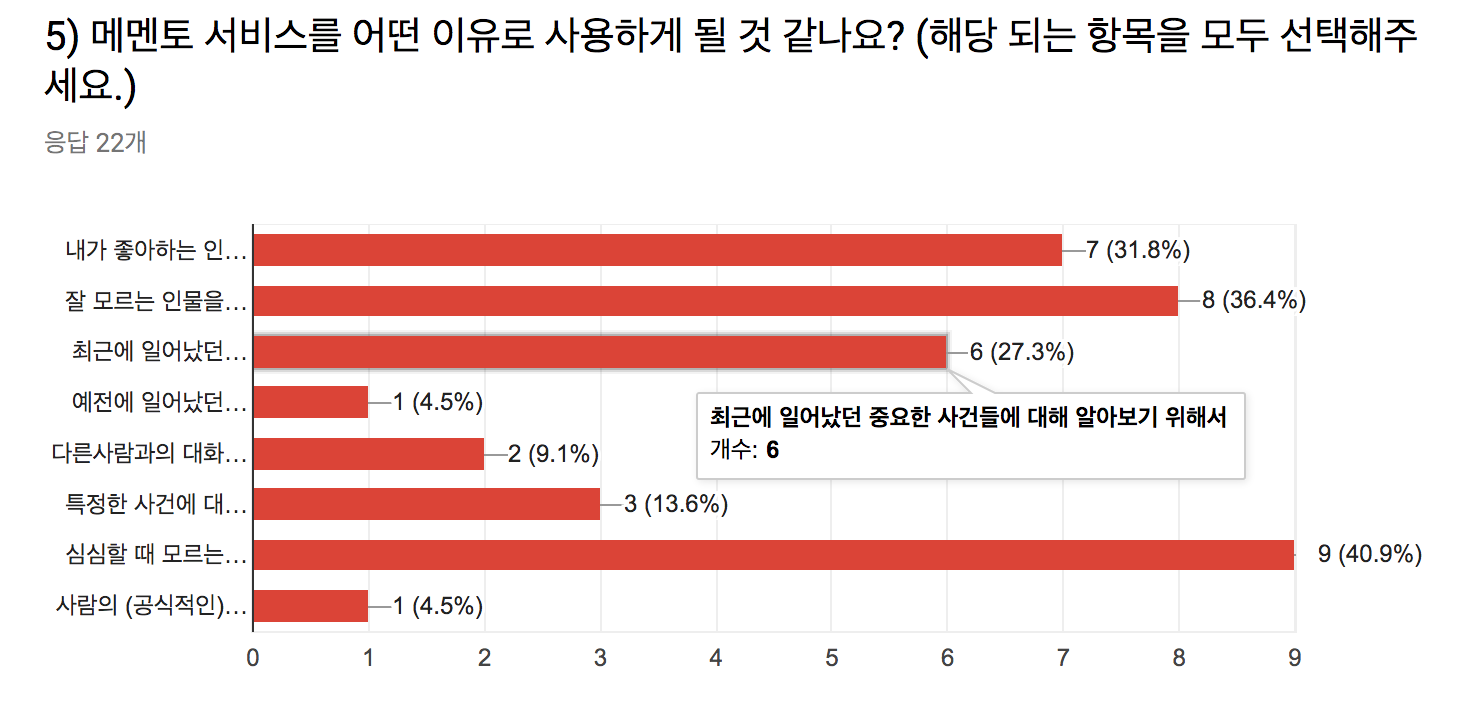 5) 메멘토 서비스를 어떤 이유로 사용하게 될 것 같나요? (해당 되는 항목을 모두 선택해주
세요.)
응답 22개
내가 좋아하는 인…
7 (31.8%)
잘 모르는 인물을…
8 (36.4%)
최근에 일어났던…
6 (27.3%)
예전에 일어났던…
1 (4.5%)
최근에 일어났던 중요한 사건들에 대해 알아보기 위해서
개수: 6
다른사람과의 대화…
2 (9.1%)
특정한 사건에 대…
3 (13.6%)
심심할 때 모르는…
9 (40.9%)
사람의 (공식적인)…
1 (4.5%)
0 1 2 3 4 5 6 7 8 9